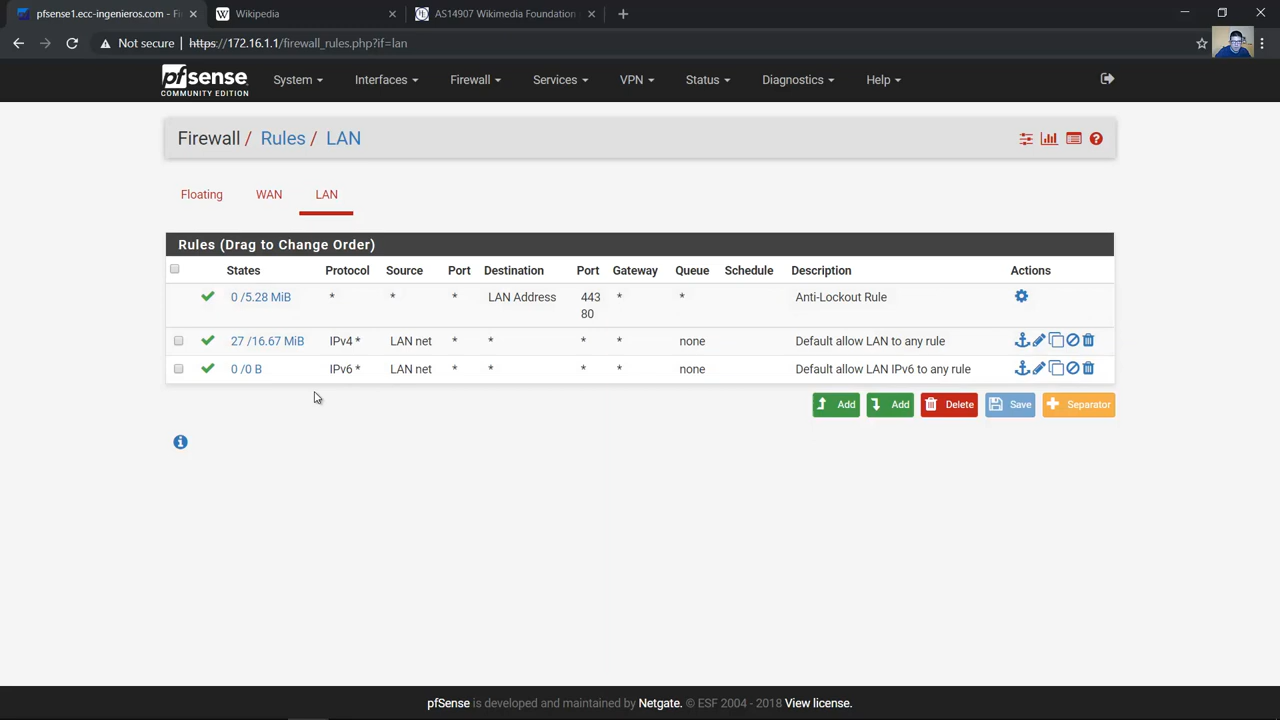 pfsense1.ecc-ingenieros.com - Fi
Wikipedia
AS14907 Wikimedia Foundation
Not secure | https://172.16.1.1/firewall_rules.php?if=lan
pfsense
COMMUNITY EDITION
System
Interfaces
Firewall
Services
VPN
Status
Diagnostics
Help
Firewall / Rules / LAN
Floating
WAN
LAN
Rules (Drag to Change Order)
States Protocol Source Port Destination Port Gateway Queue Schedule Description Actions
0 /5.28 MiB * * * LAN Address 443 * * Anti-Lockout Rule
80
27 /16.67 MiB IPv4 * LAN net * * * * none Default allow LAN to any rule
0 /0 B IPv6 * LAN net * * * * none Default allow LAN IPv6 to any rule
Add
Add
Delete
Save
Separator
pfSense is developed and maintained by Netgate. © ESF 2004 - 2018 View license.